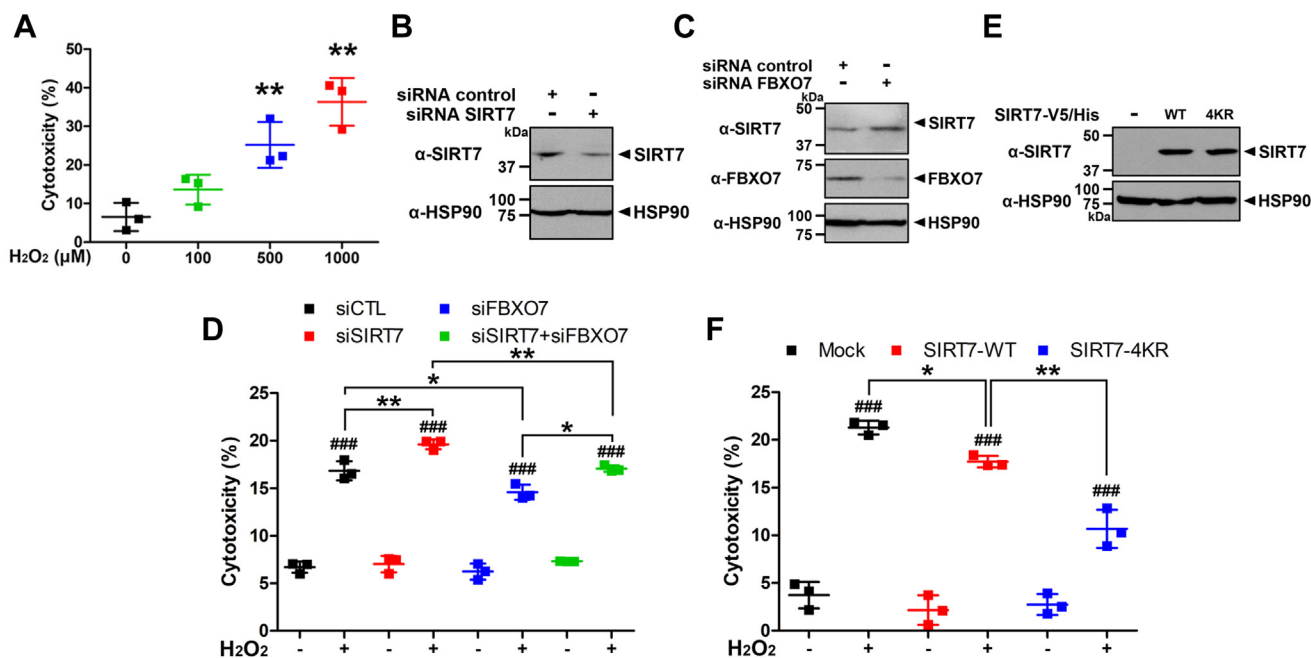 A
Cytotoxicity (%)
50
40
30
20
10
0
**
**
H₂O₂ (μM)
0 100 500 1000
B
siRNA control + -
siRNA SIRT7 - +
kDa
α-SIRT7
50
37
SIRT7
α-HSP90
100
75
HSP90
C
siRNA control + -
siRNA FBXO7 - +
kDa
50
α-SIRT7
37
SIRT7
α-FBXO7
50
FBXO7
α-HSP90
100
75
HSP90
E
SIRT7-V5/His - WT 4KR
50
α-SIRT7
37
SIRT7
α-HSP90
100
75
kDa
HSP90
D
siCTL siFBXO7
siSIRT7 siSIRT7+siFBXO7
Cytotoxicity (%)
25
20
15
10
5
0
**
*
**
*
### ### ### ###
H₂O₂ - + - + - + - +
F
Mock SIRT7-WT SIRT7-4KR
Cytotoxicity (%)
25
20
15
10
5
0
* **
### ### ###
H₂O₂ - + - + - +